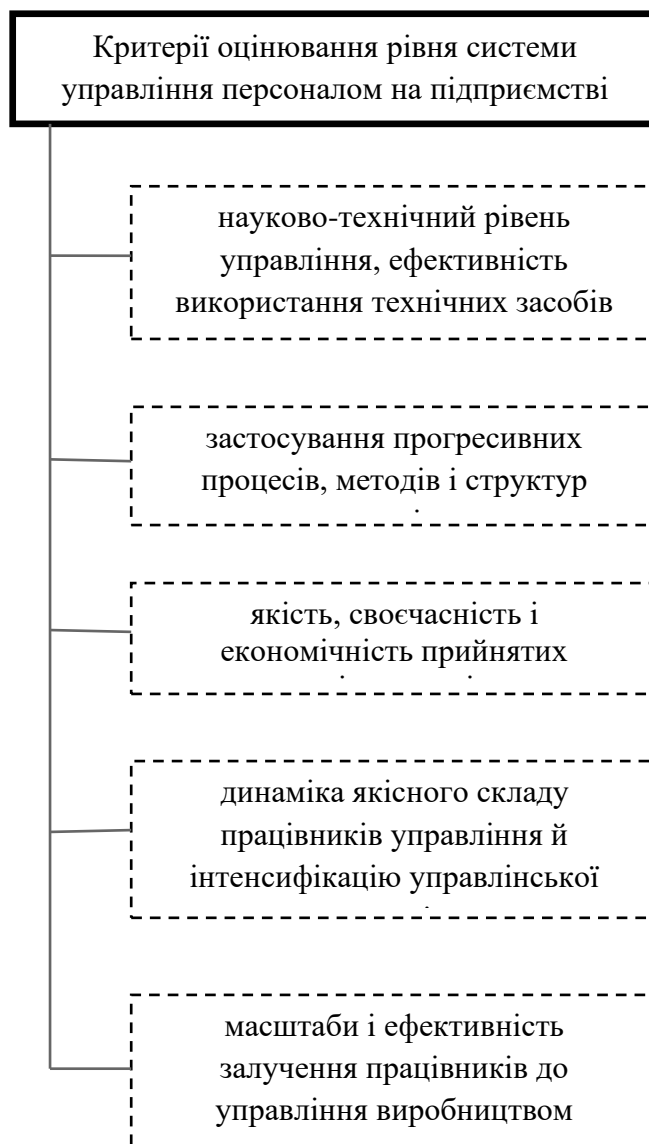 Критерії оцінювання рівня системи
управління персоналом на підприємстві
науково-технічний рівень
управління, ефективність
використання технічних засобів
застосування прогресивних
процесів, методів і структур
якість, своєчасність і
економічність прийнятих
динаміка якісного складу
працівників управління й
інтенсифікацію управлінської
масштаби і ефективність
залучення працівників до
управління виробництвом